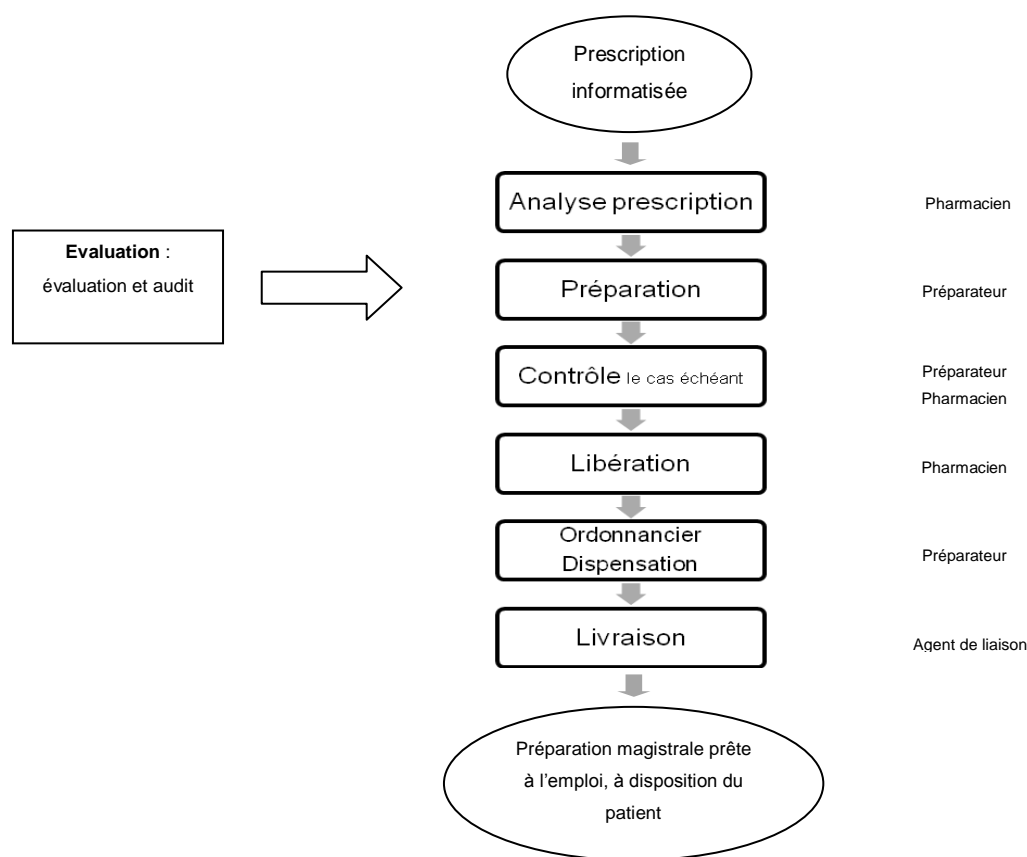 Prescription
informatisée
Analyse prescription
Pharmacien
Evaluation :
évaluation et audit
Préparation
Préparateur
Contrôle le cas échéant
Préparateur
Pharmacien
Libération
Pharmacien
Ordonnancier
Dispensation
Préparateur
Livraison
Agent de liaison
Préparation magistrale prête
à l’emploi, à disposition du
patient